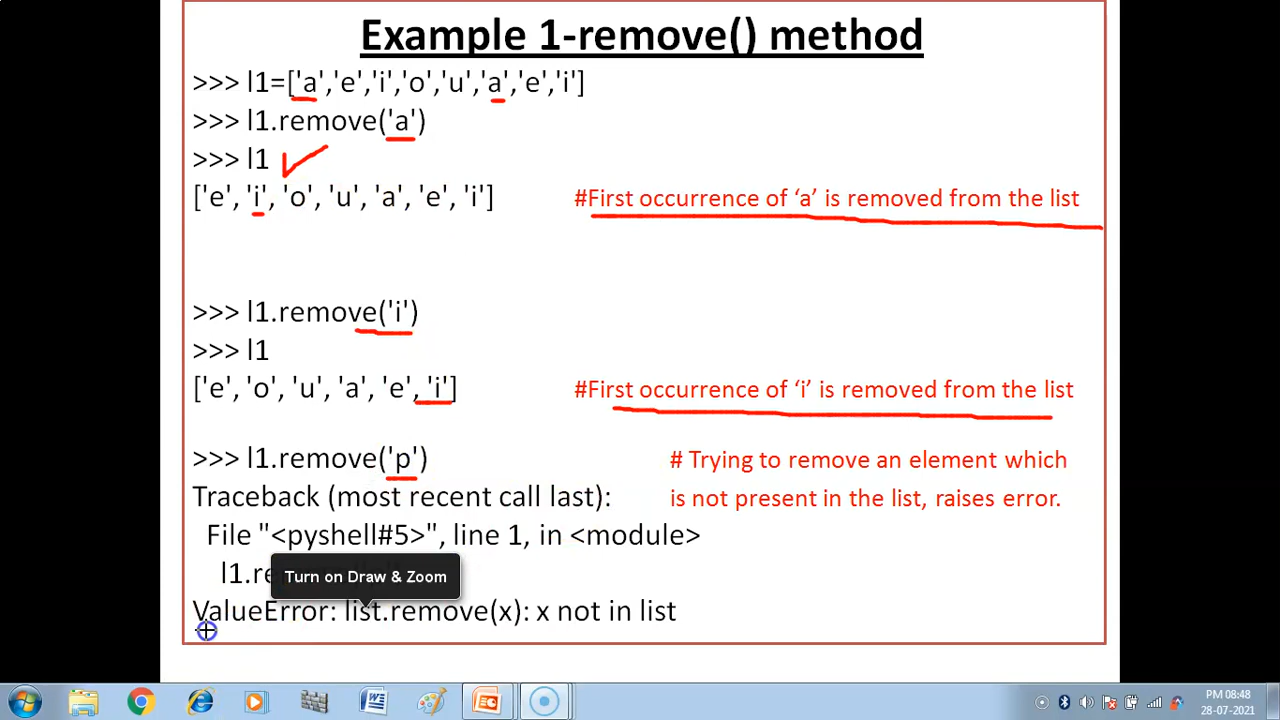 Example 1-remove() method
>>> l1=['a','e','i','o','u','a','e','i']
>>> l1.remove('a')
>>> l1
['e', 'i', 'o', 'u', 'a', 'e', 'i'] #First occurrence of ‘a’ is removed from the list
>>> l1.remove('i')
>>> l1
['e', 'o', 'u', 'a', 'e', 'i'] #First occurrence of ‘i’ is removed from the list
>>> l1.remove('p') # Trying to remove an element which
Traceback (most recent call last): is not present in the list, raises error.
File "<pyshell#5>", line 1, in <module>
Turn on Draw & Zoom
ValueError: list.remove(x): x not in list
PM 08:48
28-07-2021